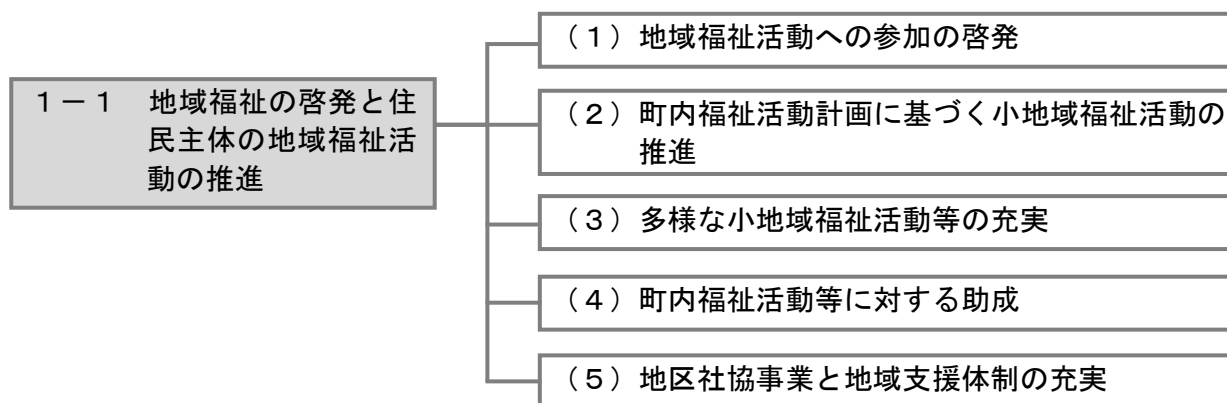 １－１　地域福祉の啓発と住
民主体の地域福祉活
動の推進
（１）地域福祉活動への参加の啓発
（２）町内福祉活動計画に基づく小地域福祉活動の
推進
（３）多様な小地域福祉活動等の充実
（４）町内福祉活動等に対する助成
（５）地区社協事業と地域支援体制の充実